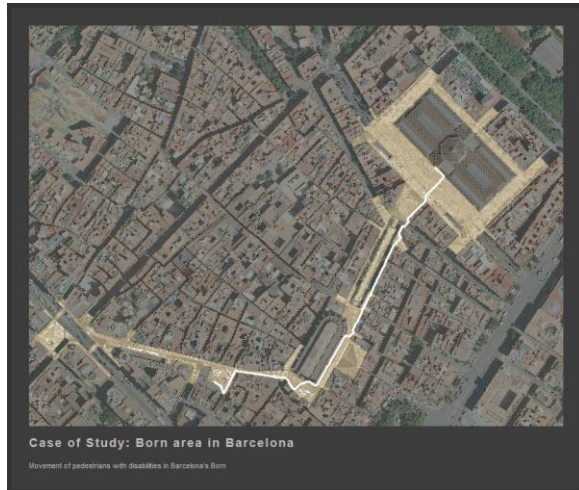 Case of Study: Born area in Barcelona
Movement of pedestrians with disabilities in Barcelona's Born